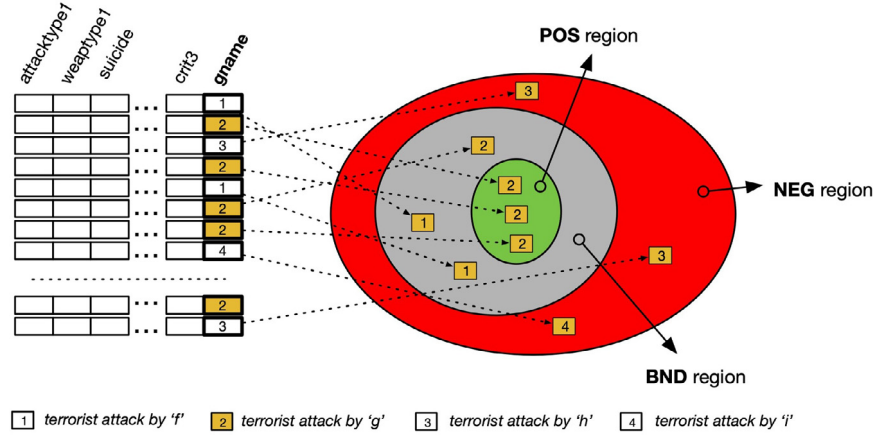 attacktype1
weaptype1
suicide
...
crit3
gname
POS region
1
... 2
3
... 2
1
... 2
2
... 4
... 2
3
3
2
2
2
2
1
1
3
4
NEG region
BND region
1 terrorist attack by ‘f’
2 terrorist attack by ‘g’
3 terrorist attack by ‘h’
4 terrorist attack by ‘i’